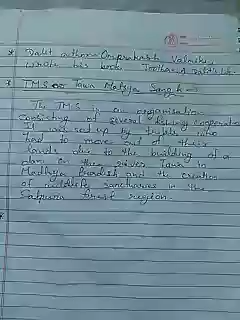 * Dalit author Omprakash Valmiki
wrote his book Joothan, a Dalit's life.
* TMS or Tawa Matsya Sangh -
The TMS is an organisation
consisting of several fishing cooperative
It was set up by tribals who
had to move out of their
lands due to the building of a
dam on the river Tawa in
Madhya Pradesh and the creation
of wildlife sanctuaries in the
Satpura forest region.